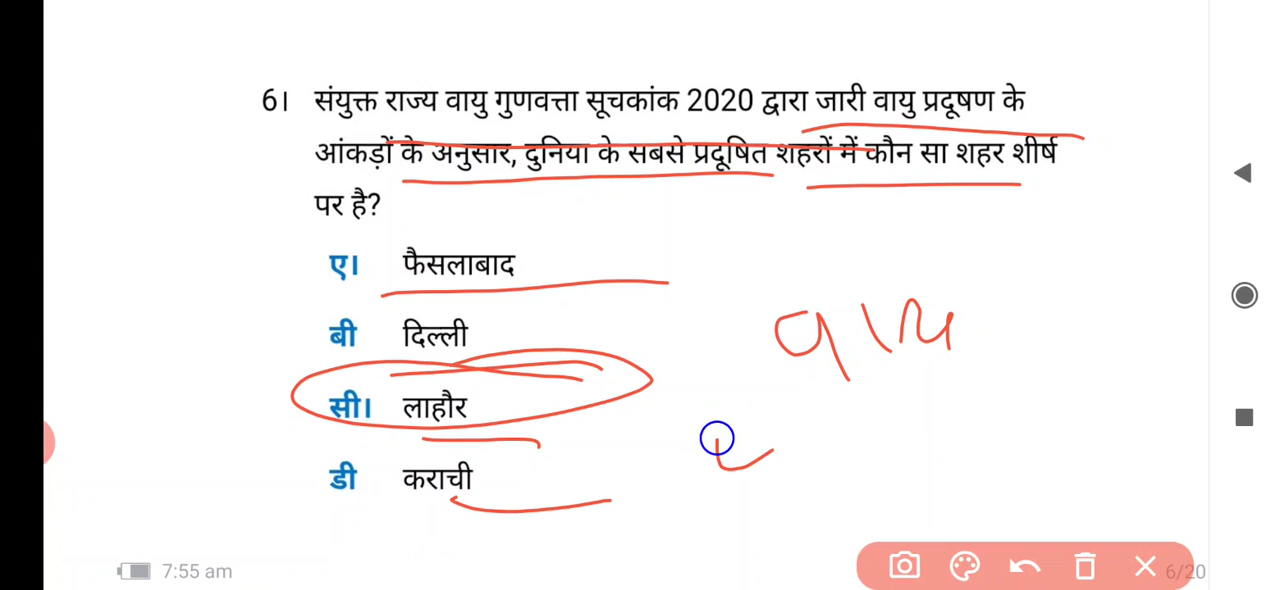 6। संयुक्त राज्य वायु गुणवत्ता सूचकांक 2020 द्वारा जारी वायु प्रदूषण के
आंकड़ों के अनुसार, दुनिया के सबसे प्रदूषित शहरों में कौन सा शहर शीर्ष
पर है?
ए। फैसलाबाद
बी दिल्ली
सी। लाहौर
डी कराची
7:55 am
6/20